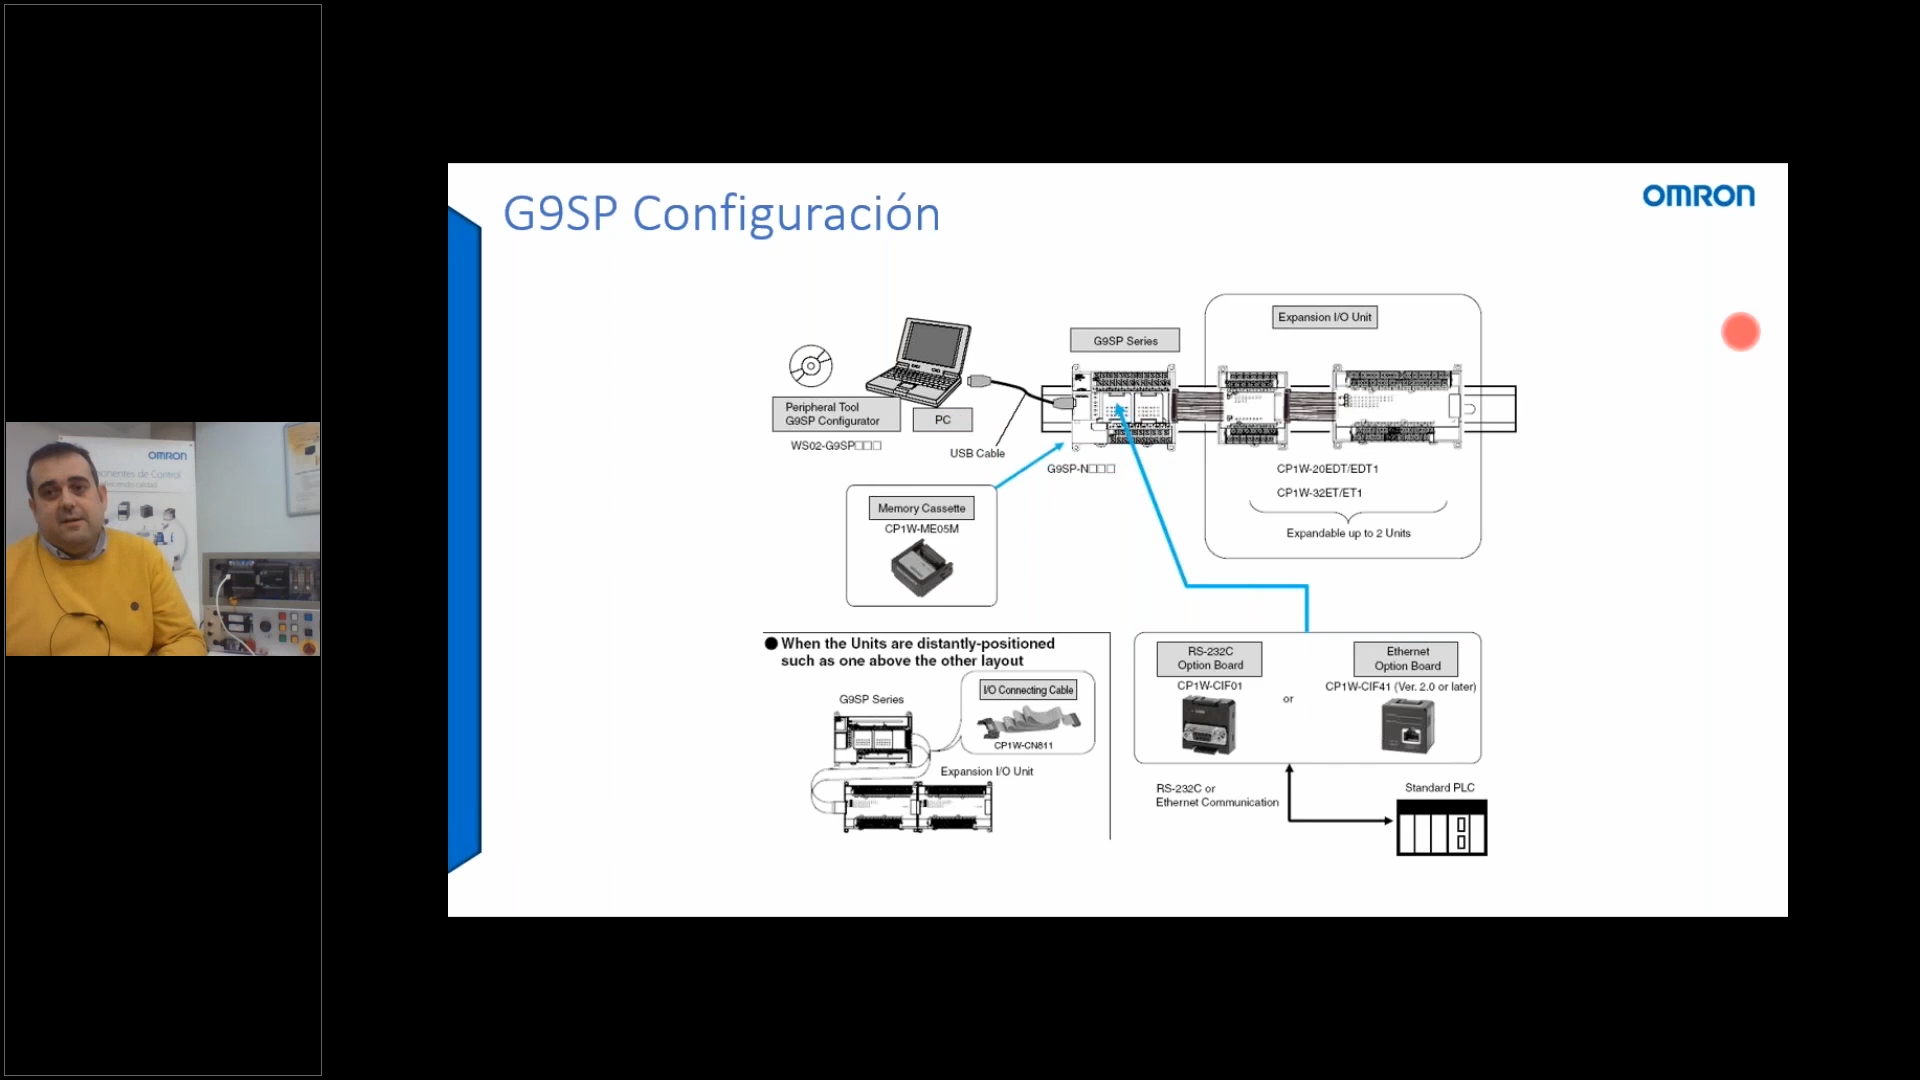 G9SP Configuración
OMRON
Expansion I/O Unit
G9SP Series
Peripheral Tool
G9SP Configurator
PC
WS02-G9SP□□□
USB Cable
G9SP-N□□□
CP1W-20EDT/EDT1
CP1W-32ET/ET1
Expandable up to 2 Units
Memory Cassette
CP1W-ME05M
● When the Units are distantly-positioned
such as one above the other layout
G9SP Series
I/O Connecting Cable
CP1W-CN811
Expansion I/O Unit
RS-232C
Option Board
CP1W-CIF01
or
Ethernet
Option Board
CP1W-CIF41 (Ver. 2.0 or later)
RS-232C or
Ethernet Communication
Standard PLC
OMRON
ponentes de Control